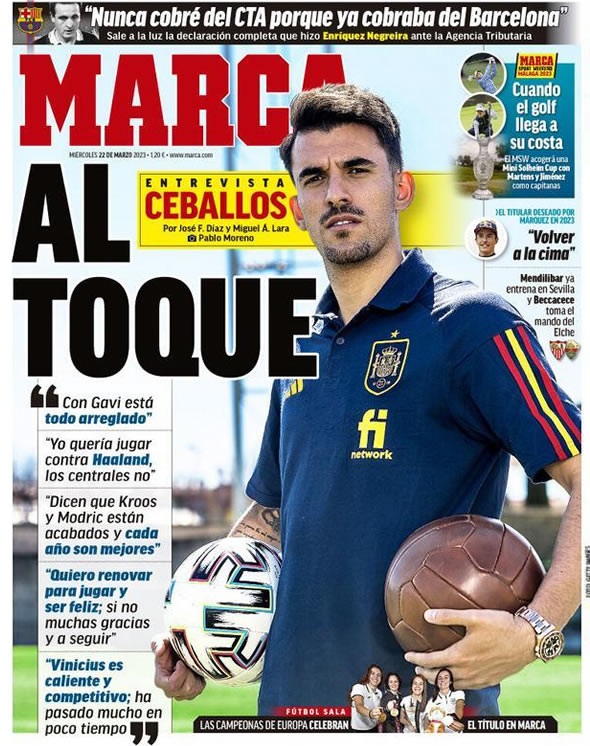 "Nunca cobré del CTA porque ya cobraba del Barcelona"
Sale a la luz la declaración completa que hizo Enríquez Negreira ante la Agencia Tributaria
MARCA
MIÉRCOLES 22 DE MARZO 2023 • 1,20 € • www.marca.com
AL
TOQUE
ENTREVISTA
CEBALLOS
Por José F. Díaz y Miguel Á. Lara
Pablo Moreno
MARCA
SPORT WEEKEND
MÁLAGA 2023
Cuando
el golf
llega a
su costa
El MSW acogerá una
Mini Solheim Cup con
Martens y Jiménez
como capitanas
EL TITULAR DESEADO POR
MÁRQUEZ EN 2023
"Volver
a la cima"
Mendilibar ya
entrena en Sevilla
y Beccacece
toma el
mando del
Elche
fi
network
"Con Gavi está
todo arreglado"
"Yo quería jugar
contra Haaland,
los centrales no"
"Dicen que Kroos
y Modric están
acabados y cada
año son mejores"
"Quiero renovar
para jugar y
ser feliz; si no
muchas gracias
y a seguir"
"Vinicius es
caliente y
competitivo; ha
pasado mucho en
poco tiempo"
FÚTBOL SALA
LAS CAMPEONAS DE EUROPA CELEBRAN EL TÍTULO EN MARCA